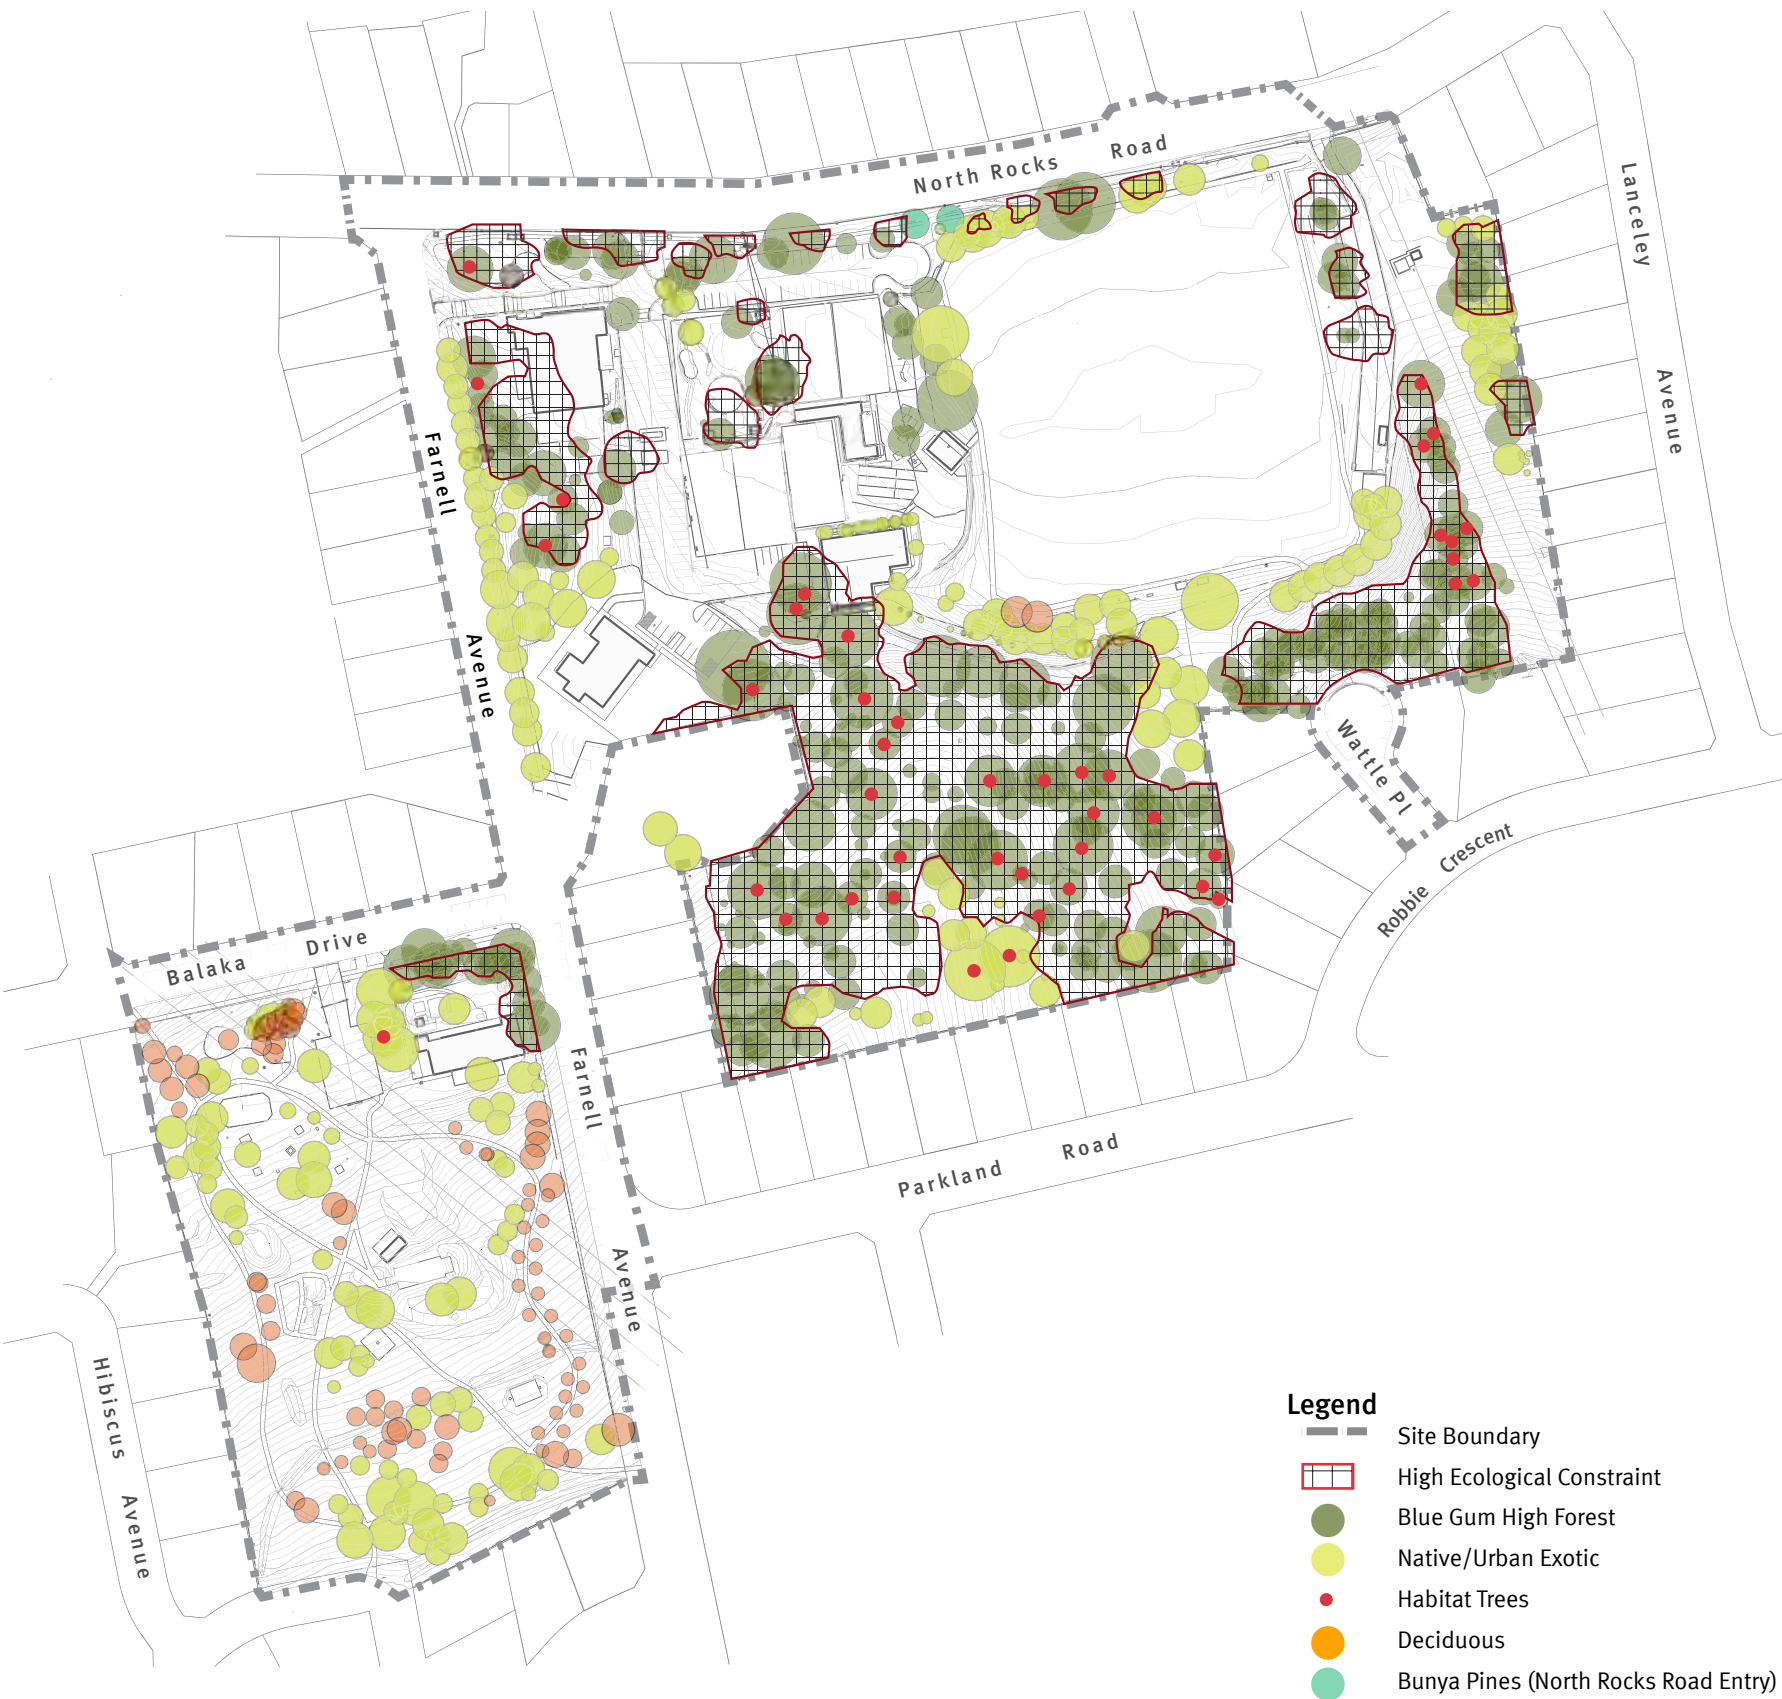 North Rocks Road
Lanceley
Avenue
Farnell
Avenue
Wattle Pl
Robbie Crescent
Balaka Drive
Farnell
Avenue
Parkland Road
Hibiscus
Avenue
Legend
Site Boundary
High Ecological Constraint
Blue Gum High Forest
Native/Urban Exotic
Habitat Trees
Deciduous
Bunya Pines (North Rocks Road Entry)